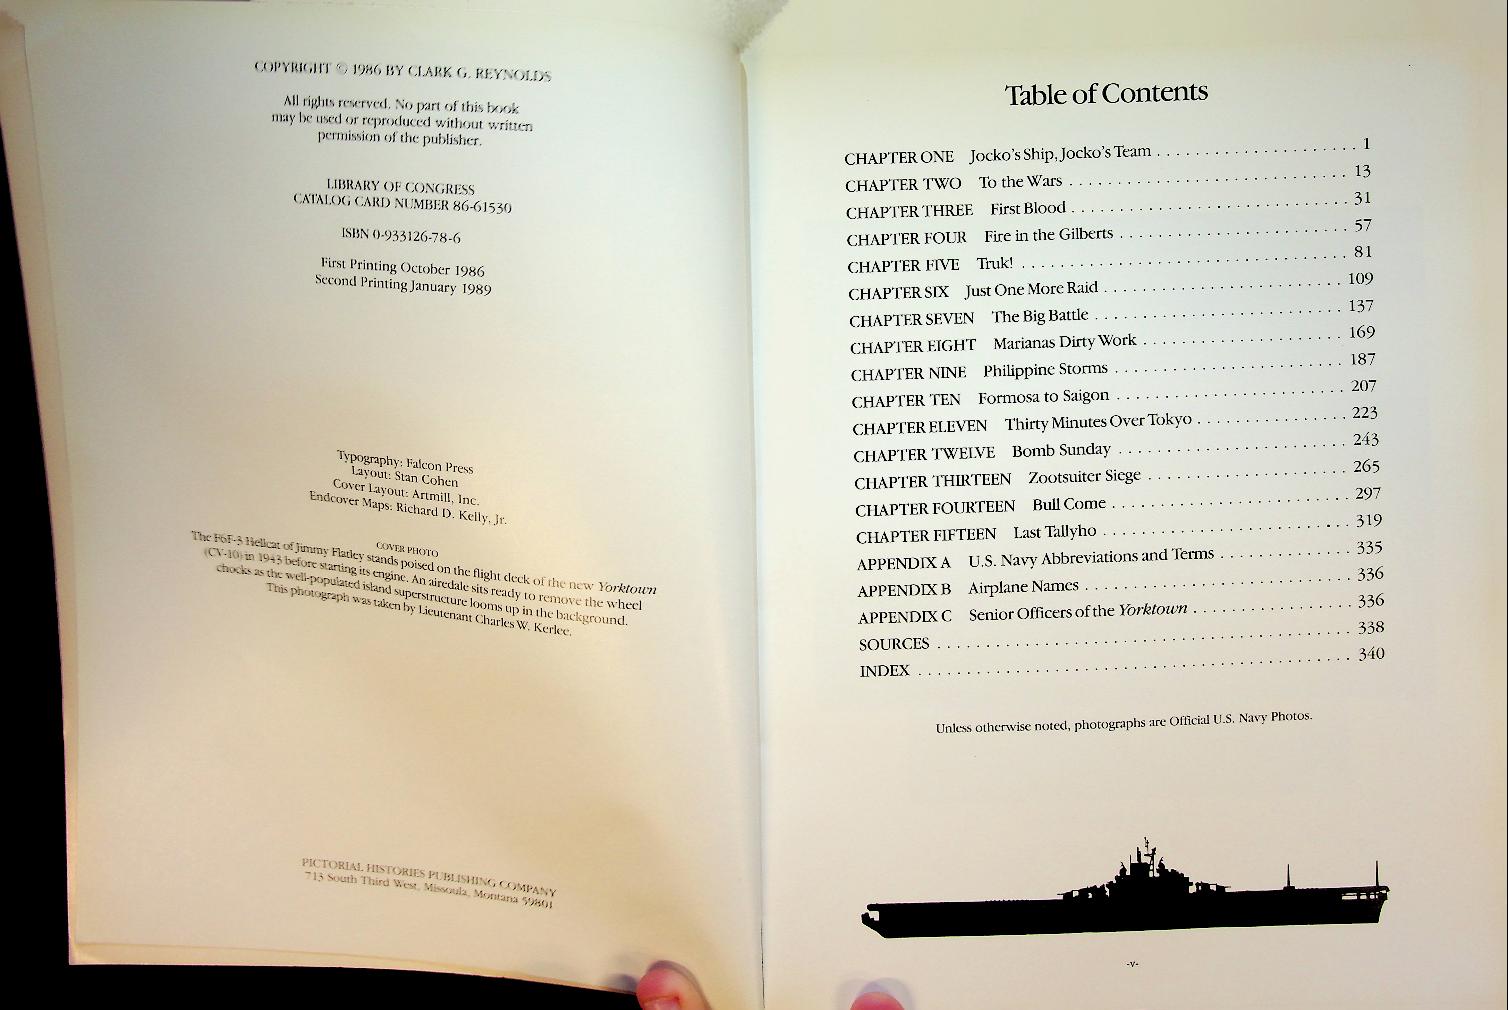 COPYRIGHT © 1986 BY CLARK G. REYNOLDS
All rights reserved. No part of this book
may be used or reproduced without written
permission of the publisher.
LIBRARY OF CONGRESS
CATALOG CARD NUMBER 86-61530
ISBN 0-933126-78-6
First Printing October 1986
Second Printing January 1989
Typography: Falcon Press
Layout: Stan Cohen
Cover Layout: Artmill, Inc.
Endcover Maps: Richard D. Kelly, Jr.
COVER PHOTO
The F6F-3 Hellcat of Jimmy Flatley stands poised on the flight deck of the new Yorktown
(CV-10) in 1943 before starting its engine. An airedale sits ready to remove the wheel
chocks as the well-populated island superstructure looms up in the background.
This photograph was taken by Lieutenant Charles W. Kerlee.
PICTORIAL HISTORIES PUBLISHING COMPANY
713 South Third West, Missoula, Montana 59801
Table of Contents
CHAPTER ONE Jocko's Ship, Jocko's Team . . . . . . . . . . . . . . . . . . . . . 1
CHAPTER TWO To the Wars . . . . . . . . . . . . . . . . . . . . . . . . . . . . . 13
CHAPTER THREE First Blood . . . . . . . . . . . . . . . . . . . . . . . . . . . . 31
CHAPTER FOUR Fire in the Gilberts . . . . . . . . . . . . . . . . . . . . . . . . 57
CHAPTER FIVE Truk! . . . . . . . . . . . . . . . . . . . . . . . . . . . . . . . . 81
CHAPTER SIX Just One More Raid . . . . . . . . . . . . . . . . . . . . . . . . 109
CHAPTER SEVEN The Big Battle . . . . . . . . . . . . . . . . . . . . . . . . . 137
CHAPTER EIGHT Marianas Dirty Work . . . . . . . . . . . . . . . . . . . . . 169
CHAPTER NINE Philippine Storms . . . . . . . . . . . . . . . . . . . . . . . . 187
CHAPTER TEN Formosa to Saigon . . . . . . . . . . . . . . . . . . . . . . . . 207
CHAPTER ELEVEN Thirty Minutes Over Tokyo . . . . . . . . . . . . . . . . 223
CHAPTER TWELVE Bomb Sunday . . . . . . . . . . . . . . . . . . . . . . . . 243
CHAPTER THIRTEEN Zootsuiter Siege . . . . . . . . . . . . . . . . . . . . . 265
CHAPTER FOURTEEN Bull Come . . . . . . . . . . . . . . . . . . . . . . . . 297
CHAPTER FIFTEEN Last Tallyho . . . . . . . . . . . . . . . . . . . . . . . . . 319
APPENDIX A U.S. Navy Abbreviations and Terms . . . . . . . . . . . . . . 335
APPENDIX B Airplane Names . . . . . . . . . . . . . . . . . . . . . . . . . . . 336
APPENDIX C Senior Officers of the Yorktown . . . . . . . . . . . . . . . . . 336
SOURCES . . . . . . . . . . . . . . . . . . . . . . . . . . . . . . . . . . . . . . 338
INDEX . . . . . . . . . . . . . . . . . . . . . . . . . . . . . . . . . . . . . . . . 340
Unless otherwise noted, photographs are Official U.S. Navy Photos.
-v-